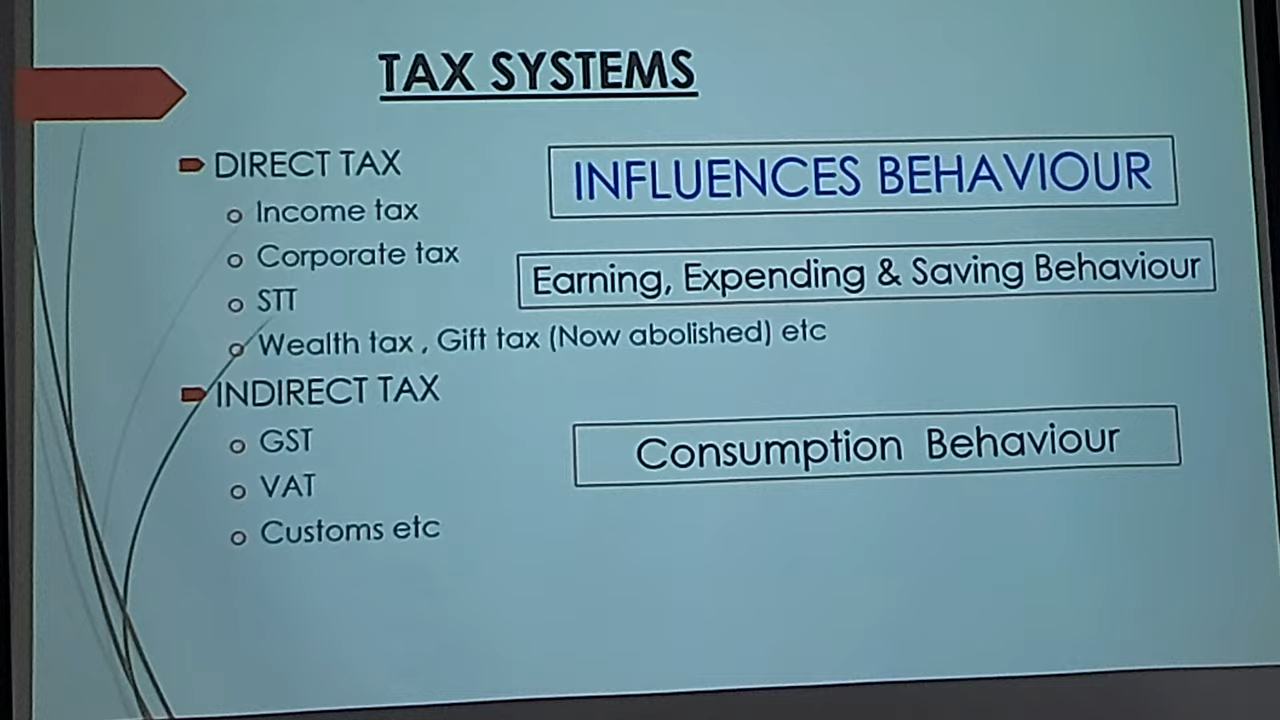 TAX SYSTEMS
DIRECT TAX
INFLUENCES BEHAVIOUR
Income tax
Corporate tax
Earning, Expending & Saving Behaviour
STT
Wealth tax , Gift tax (Now abolished) etc
INDIRECT TAX
GST
Consumption Behaviour
VAT
Customs etc